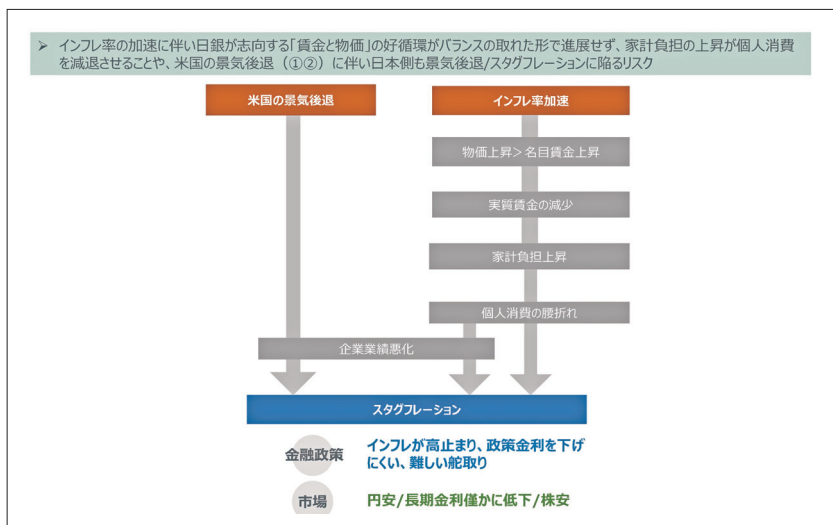 ➢ インフレ率の加速に伴い日銀が志向する「賃金と物価」の好循環がバランスの取れた形で進展せず、家計負担の上昇が個人消費
を減退させることや、米国の景気後退（①②）に伴い日本側も景気後退/スタグフレーションに陥るリスク
米国の景気後退
インフレ率加速
物価上昇＞名目賃金上昇
実質賃金の減少
家計負担上昇
個人消費の腰折れ
企業業績悪化
スタグフレーション
金融政策
インフレが高止まり、政策金利を下げ
にくい、難しい舵取り
市場
円安/長期金利僅かに低下/株安